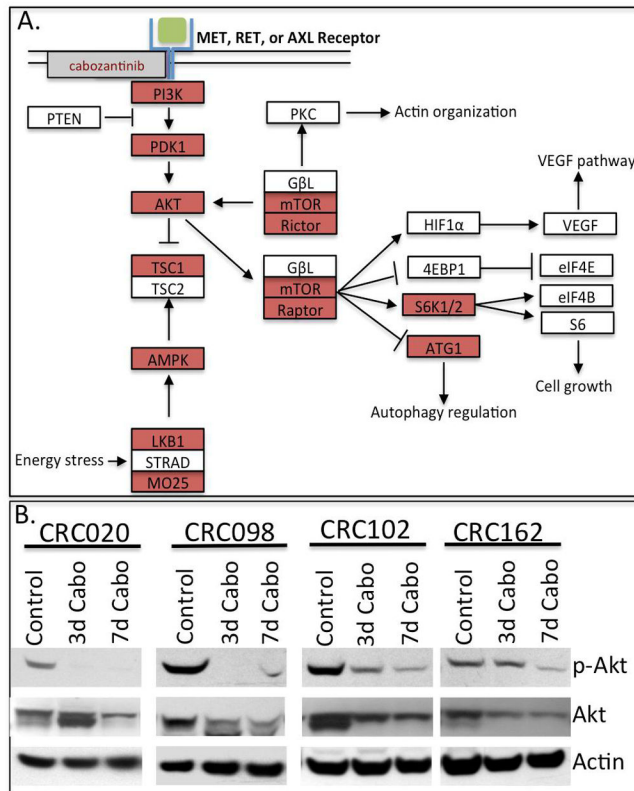 A.
MET, RET, or AXL Receptor
cabozantinib
PI3K
PTEN
PKC
Actin organization
PDK1
VEGF pathway
GβL
AKT
mTOR
Rictor
HIF1α
VEGF
TSC1
TSC2
GβL
mTOR
Raptor
4EBP1
eIF4E
S6K1/2
eIF4B
S6
AMPK
ATG1
Autophagy regulation
Cell growth
LKB1
Energy stress
STRAD
MO25
B.
CRC020 CRC098 CRC102 CRC162
Control 3d Cabo 7d Cabo Control 3d Cabo 7d Cabo Control 3d Cabo 7d Cabo Control 3d Cabo 7d Cabo
p-Akt
Akt
Actin